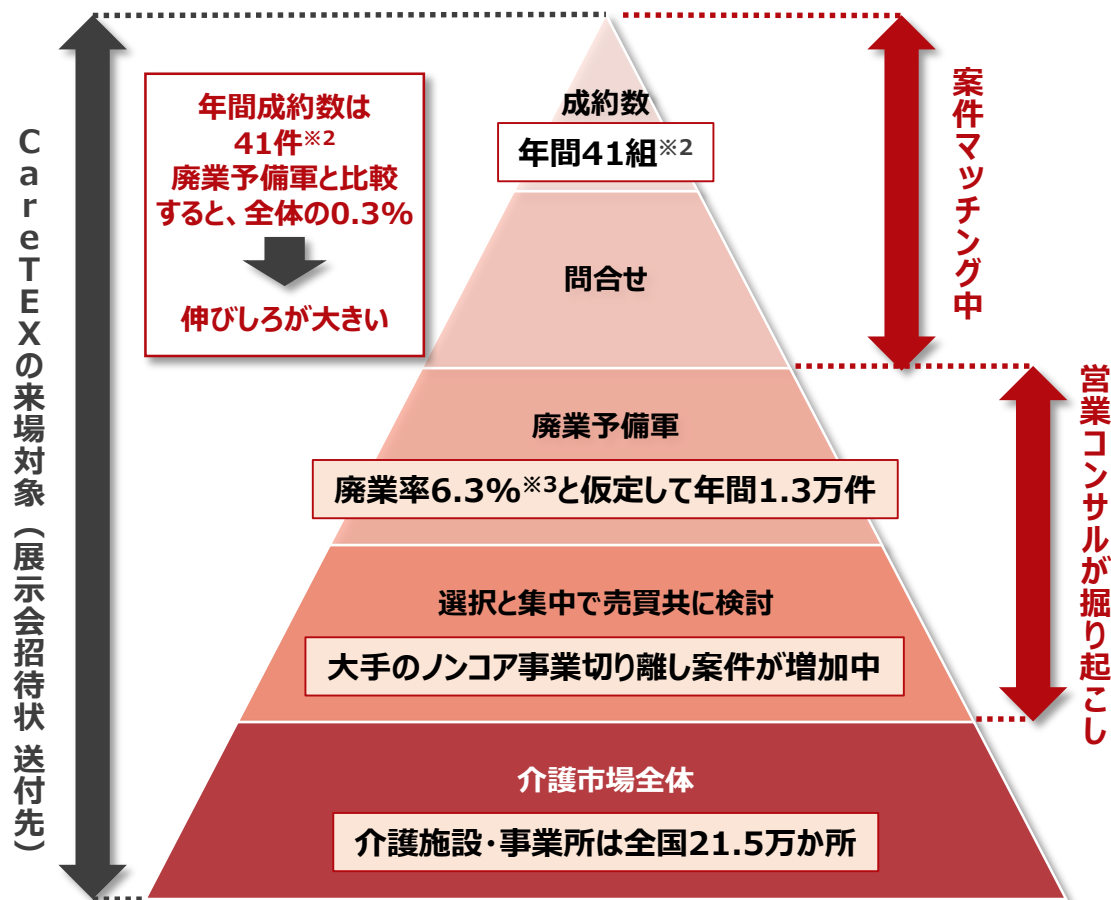 CareTEXの来場対象（展示会招待状 送付先）
年間成約数は
41件※2
廃業予備軍と比較
すると、全体の0.3%
伸びしろが大きい
成約数
年間41組※2
問合せ
廃業予備軍
廃業率6.3%※3と仮定して年間1.3万件
選択と集中で売買共に検討
大手のノンコア事業切り離し案件が増加中
介護市場全体
介護施設・事業所は全国21.5万か所
案件マッチング中
営業コンサルが掘り起こし